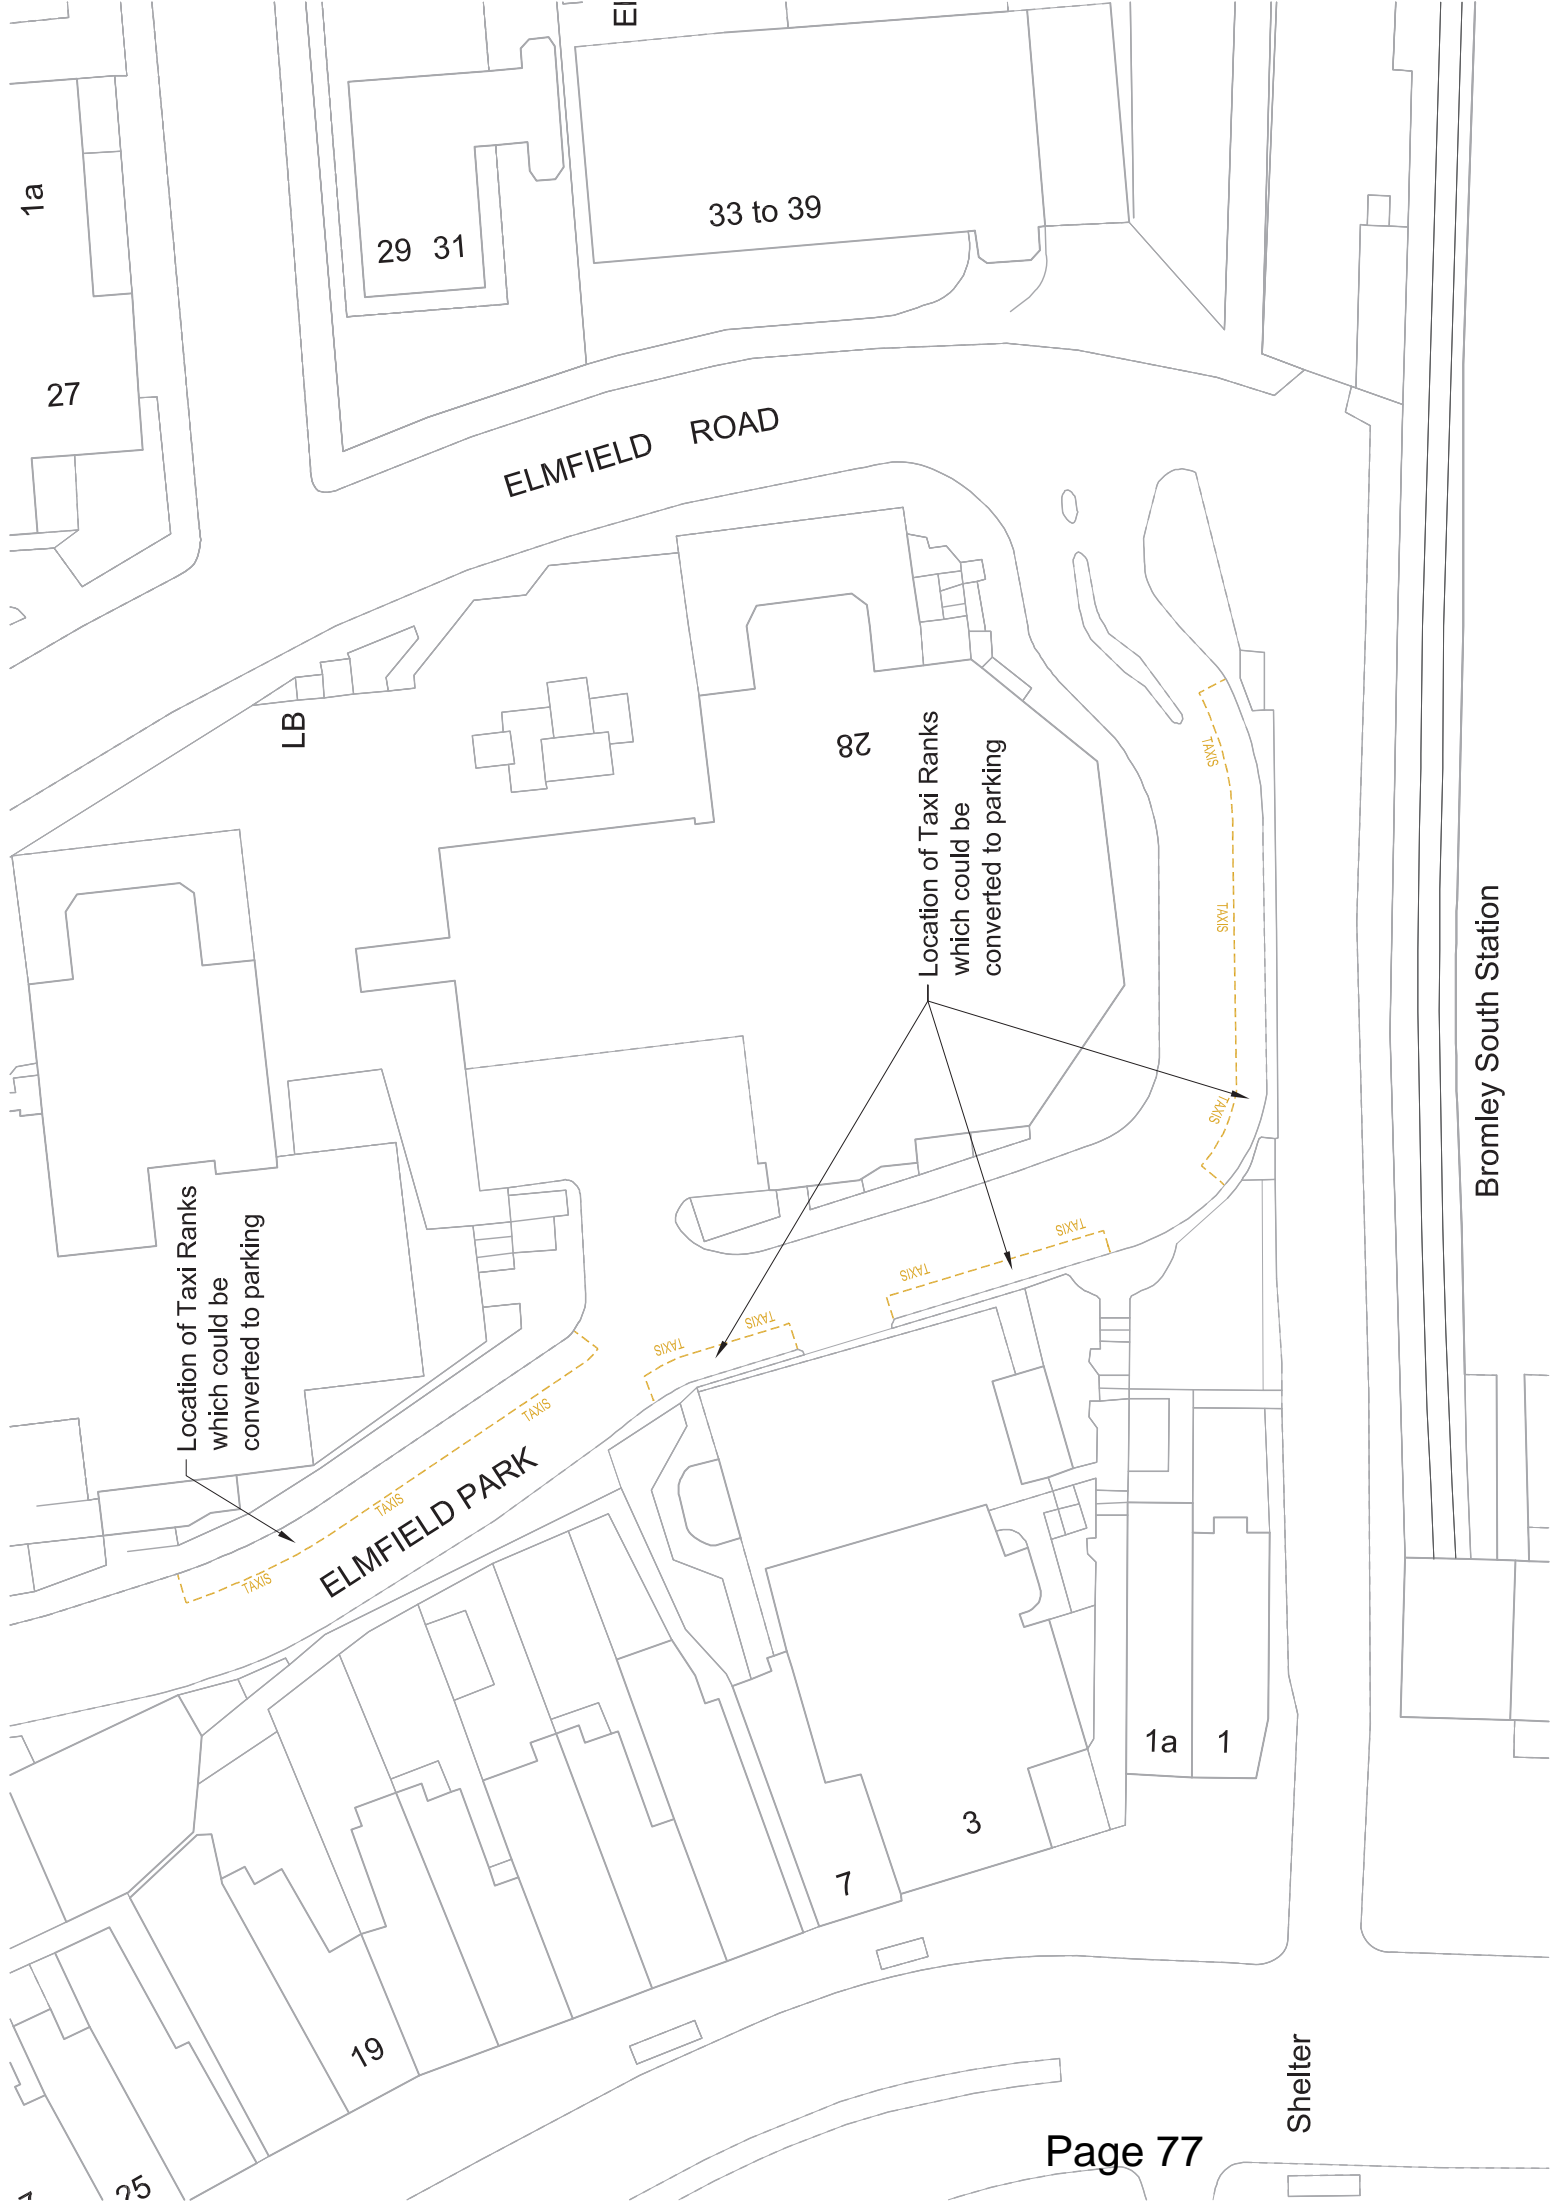 El
1a
29 31
33 to 39
27
ELMFIELD ROAD
LB
28
Location of Taxi Ranks
which could be
converted to parking
TAXIS
TAXIS
TAXIS
Bromley South Station
Location of Taxi Ranks
which could be
converted to parking
TAXIS
TAXIS
TAXIS
TAXIS
TAXIS
TAXIS
TAXIS
ELMFIELD PARK
1a
1
3
7
19
25
Shelter
Page 77